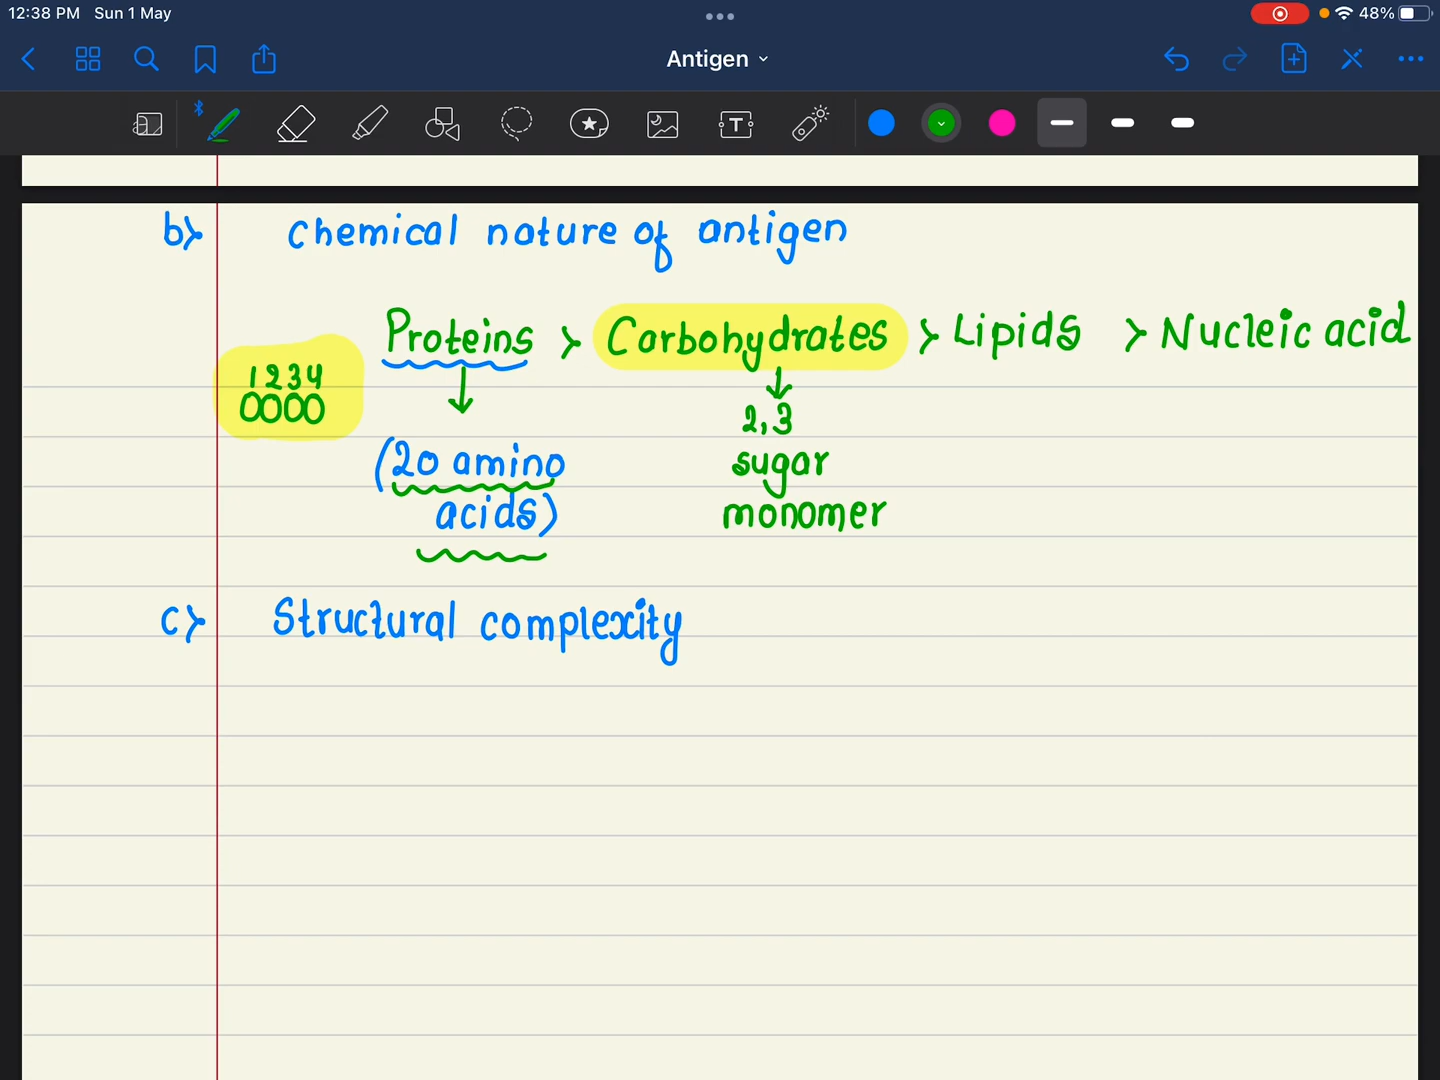 12:38 PM Sun 1 May
48%
Antigen
b>
Chemical nature of antigen
Proteins > Carbohydrates > Lipids > Nucleic acid
1234
0000
2,3
(20 amino
sugar
acids)
monomer
c>
Structural complexity